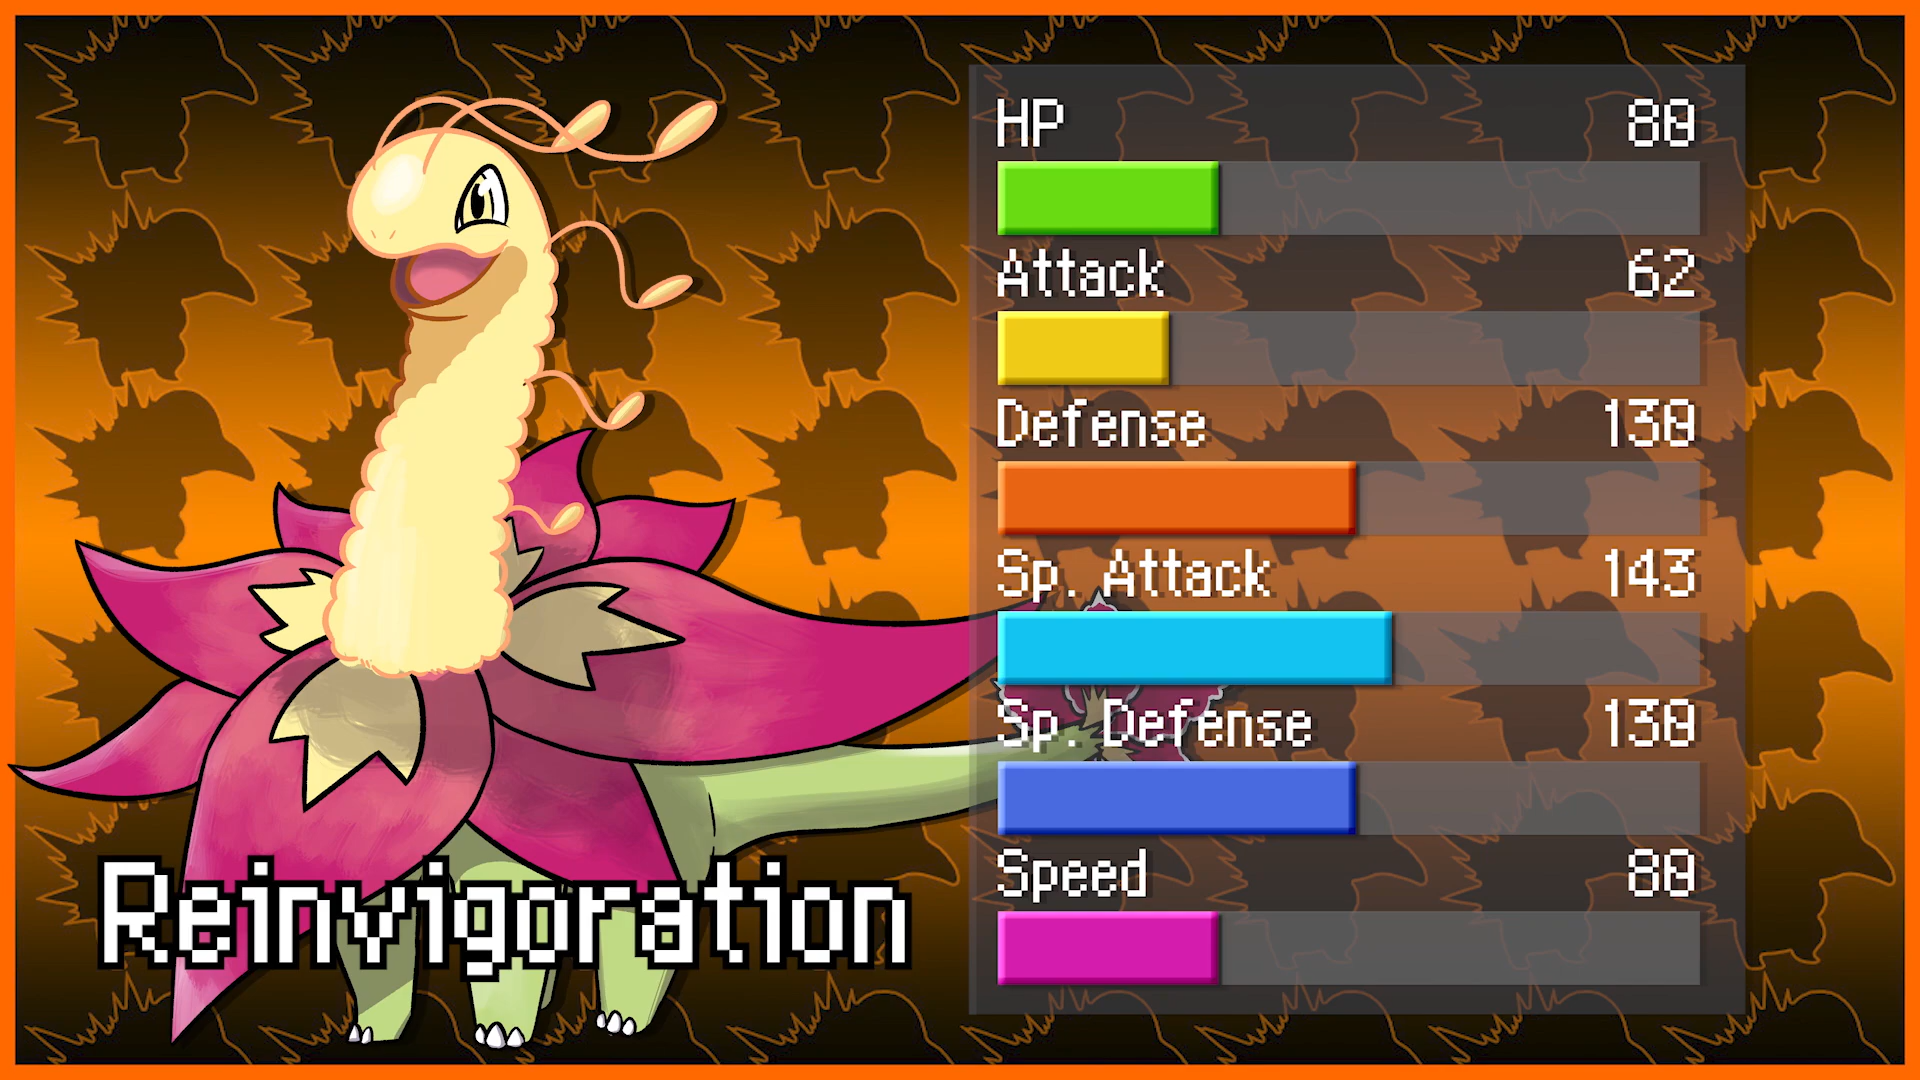 HP 80
Attack 62
Defense 130
Sp. Attack 143
Sp. Defense 130
Speed 80
Reinvigoration